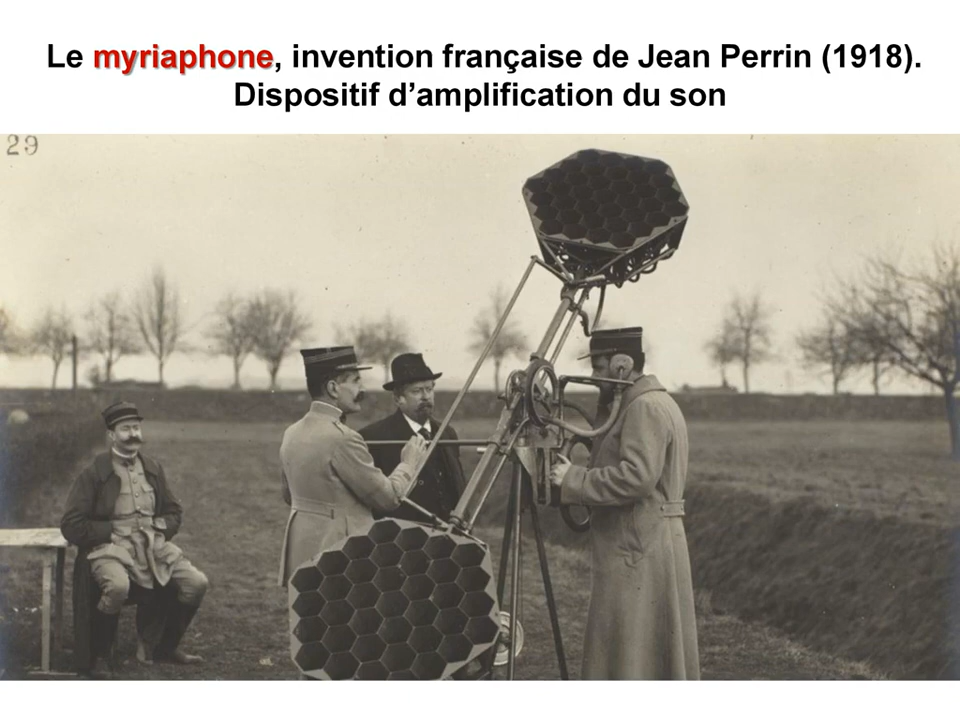 Le myriaphone, invention française de Jean Perrin (1918).
Dispositif d’amplification du son
29